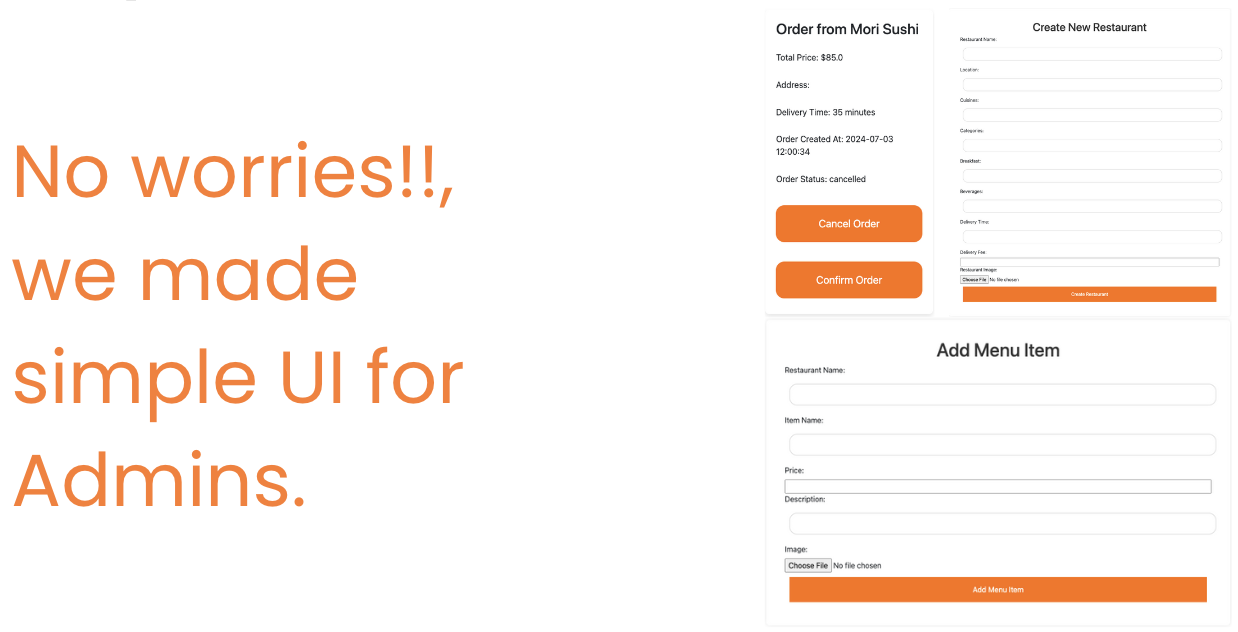 No worries!!,
we made
simple UI for
Admins.
Order from Mori Sushi
Total Price: $85.0
Address:
Delivery Time: 35 minutes
Order Created At: 2024-07-03
12:00:34
Order Status: cancelled
Cancel Order
Confirm Order
Create New Restaurant
Restaurant Name:
Location:
Cuisines:
Categories:
Breakfast:
Beverages:
Delivery Time:
Delivery Fee:
Restaurant Image:
Choose File No file chosen
Create Restaurant
Add Menu Item
Restaurant Name:
Item Name:
Price:
Description:
Image:
Choose File No file chosen
Add Menu Item